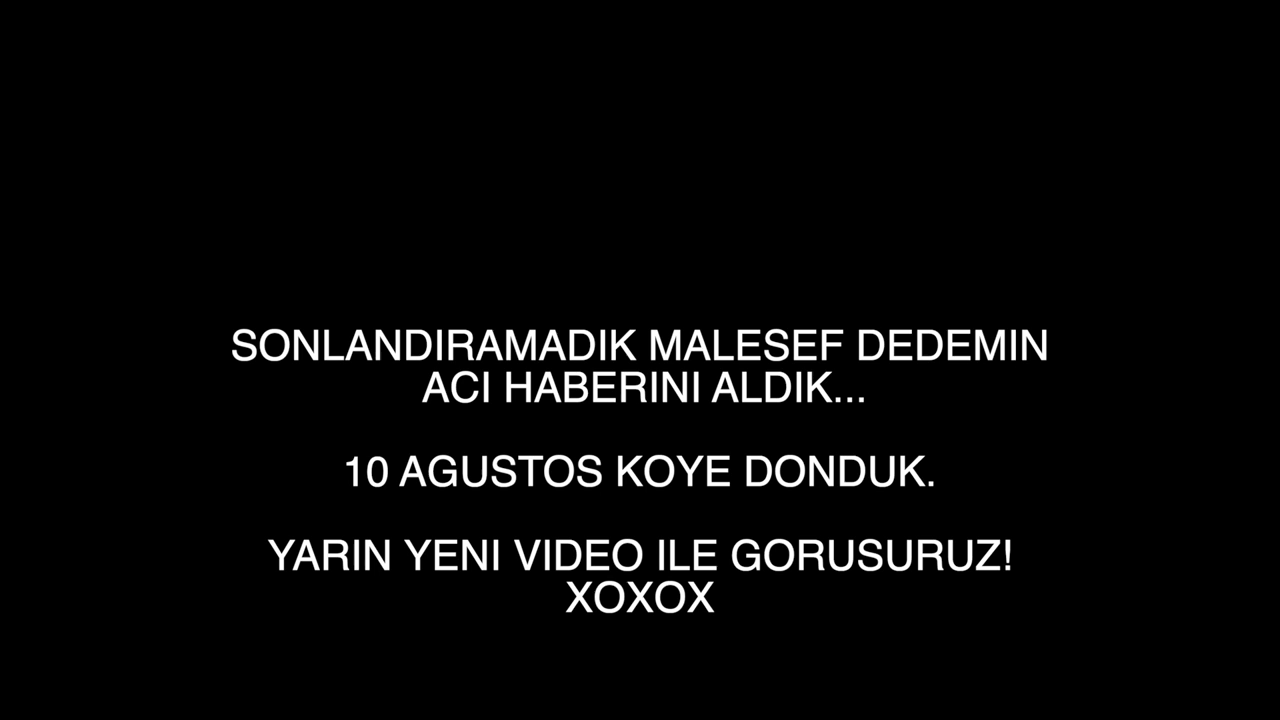 SONLANDIRAMADIK MALESEF DEDEMIN
ACI HABERINI ALDIK...
10 AGUSTOS KOYE DONDUK.
YARIN YENI VIDEO ILE GORUSURUZ!
XOXOX